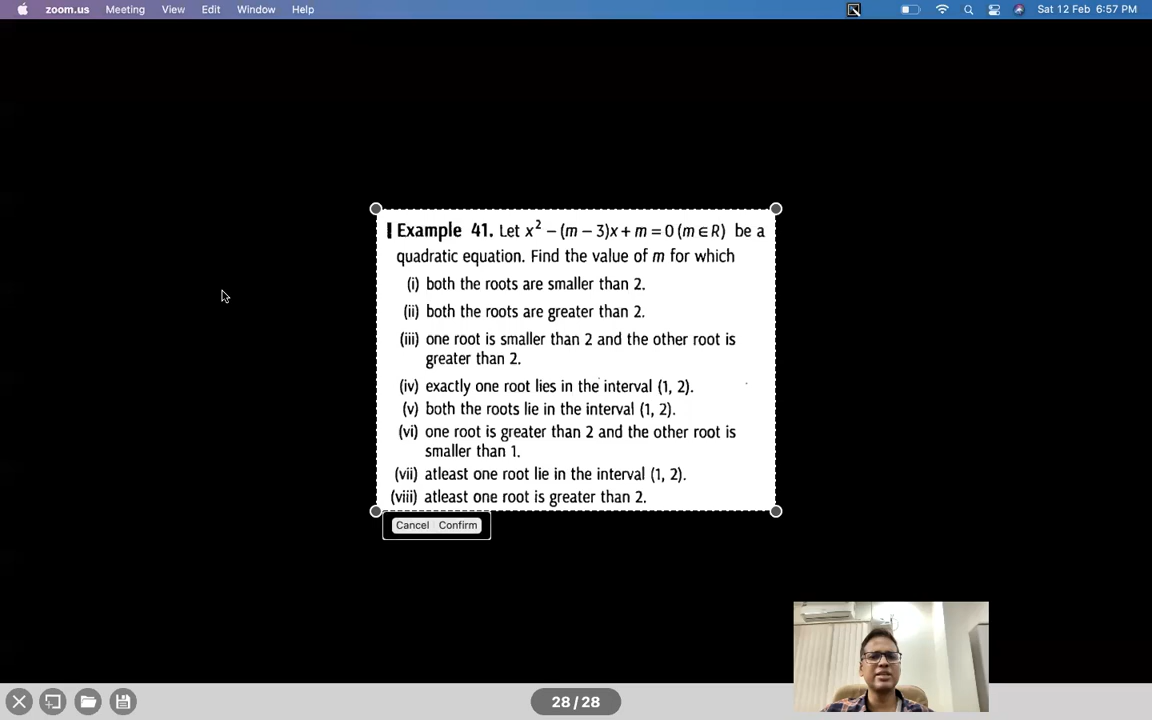 zoom.us Meeting View Edit Window Help Sat 12 Feb 6:57 PM
Example 41. Let x² – (m – 3)x + m = 0 (m ∈ R) be a
quadratic equation. Find the value of m for which
(i) both the roots are smaller than 2.
(ii) both the roots are greater than 2.
(iii) one root is smaller than 2 and the other root is
greater than 2.
(iv) exactly one root lies in the interval (1, 2).
(v) both the roots lie in the interval (1, 2).
(vi) one root is greater than 2 and the other root is
smaller than 1.
(vii) atleast one root lie in the interval (1, 2).
(viii) atleast one root is greater than 2.
Cancel Confirm
28 / 28